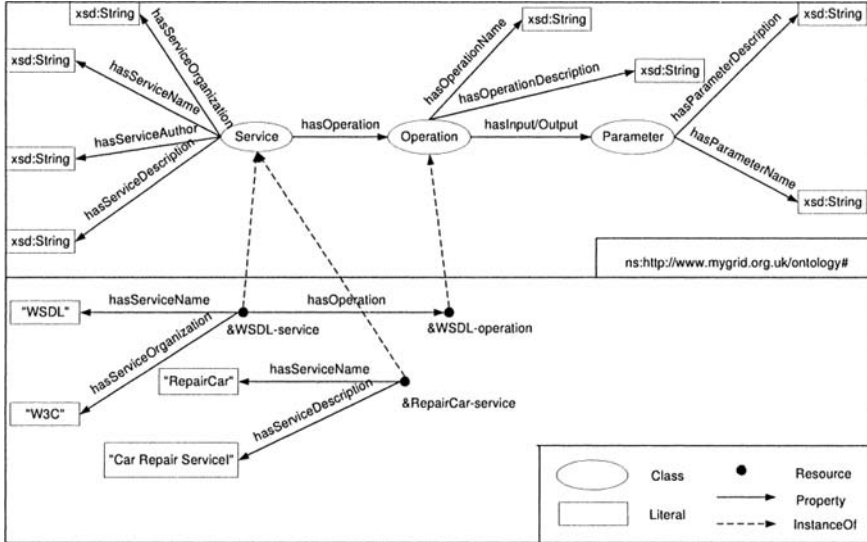 xsd:String
hasServiceOrganization
xsd:String
hasServiceName
xsd:String
hasServiceAuthor
xsd:String
hasServiceDescription
Service
hasOperation
Operation
hasOperationName
xsd:String
hasOperationDescription
xsd:String
hasInput/Output
Parameter
hasParameterDescription
xsd:String
hasParameterName
xsd:String
ns:http://www.mygrid.org.uk/ontology#
"WSDL"
hasServiceName
&WSDL-service
hasOperation
&WSDL-operation
hasServiceOrganization
"W3C"
"RepairCar"
hasServiceName
&RepairCar-service
hasServiceDescription
"Car Repair ServiceI"
Class
Literal
Resource
Property
InstanceOf